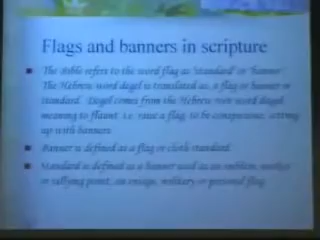 Flags and banners in scripture
The Bible refers to the word flag as "standard" or "banner".
The Hebrew word degel is translated as, a flag or banner or
standard. Degel comes from the Hebrew root word dagal,
meaning to flaunt. i.e. raise a flag, to be conspicuous, setting
up with banners.
Banner is defined as a flag or cloth standard.
Standard is defined as a banner used as an emblem,
or rallying point, an ensign, military or personal flag.